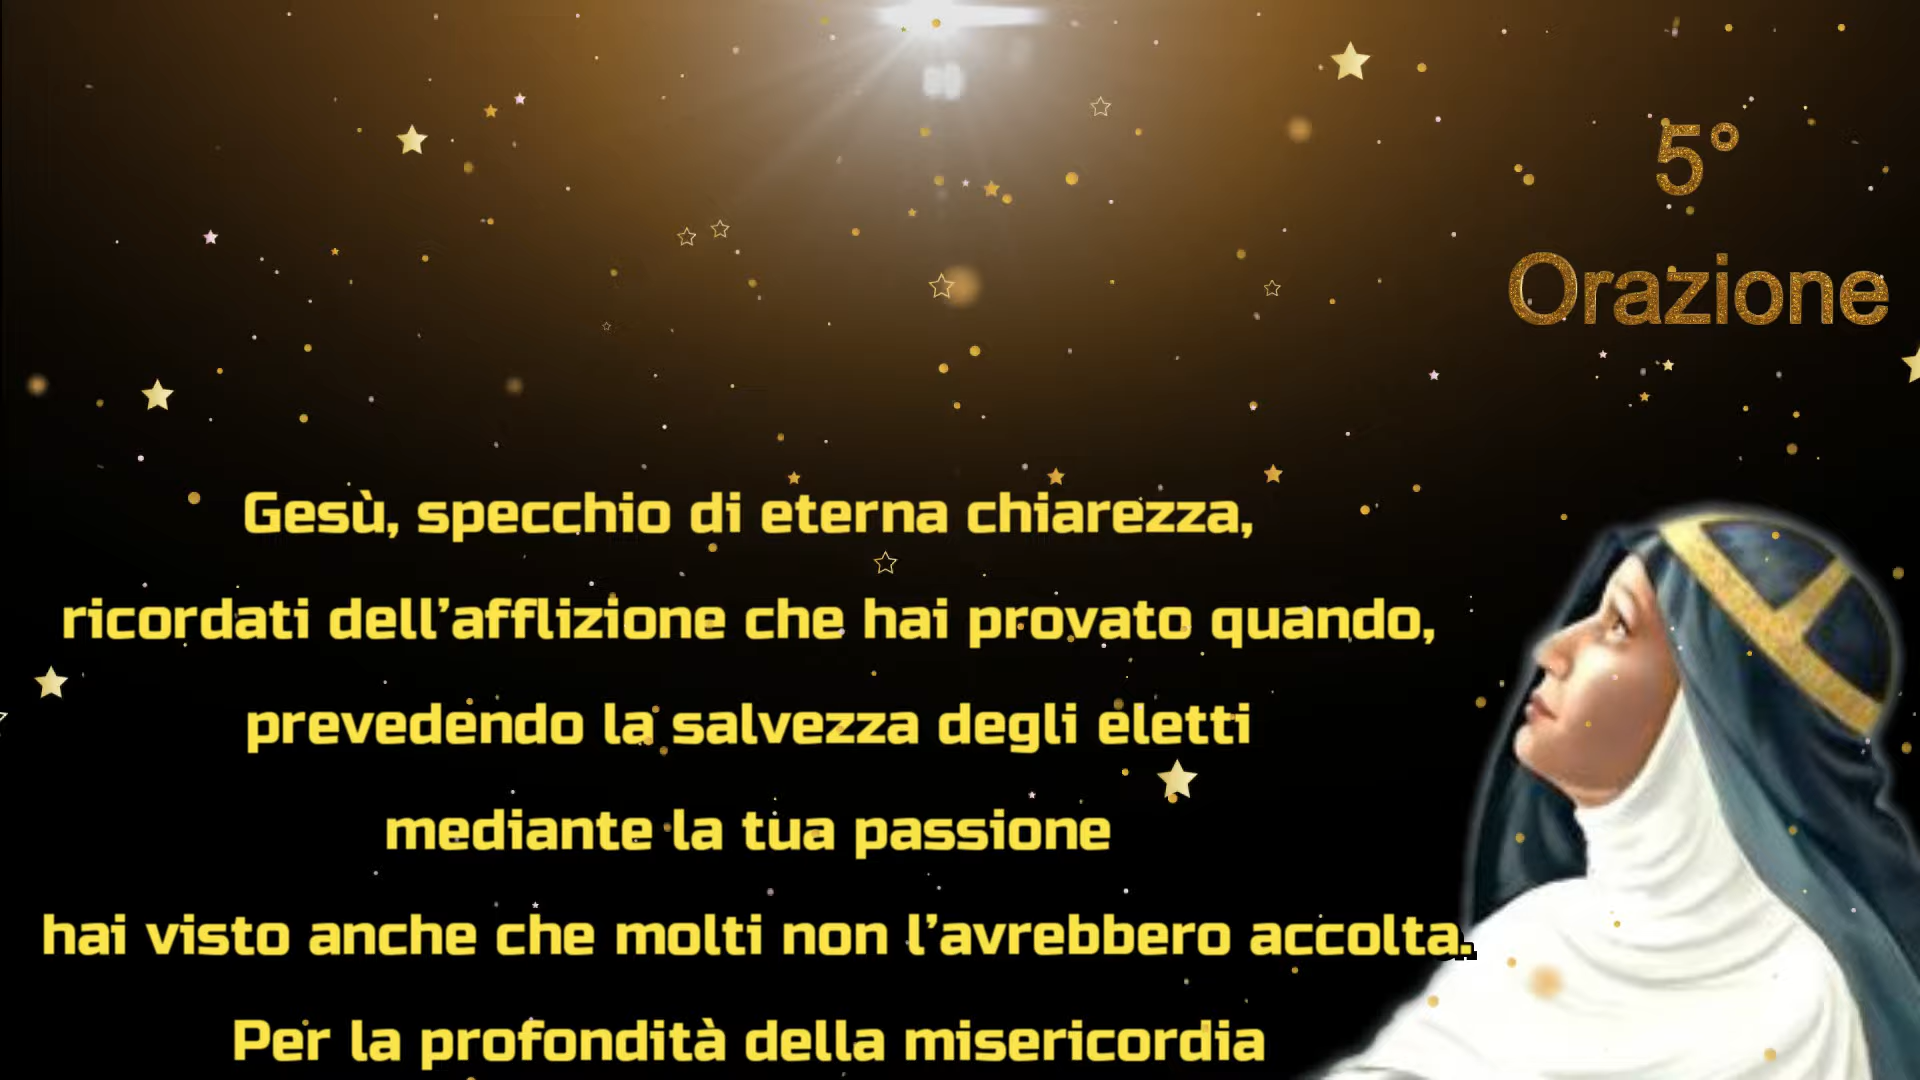 5°
Orazione
Gesù, specchio di eterna chiarezza,
ricordati dell’afflizione che hai provato quando,
prevedendo la salvezza degli eletti
mediante la tua passione
hai visto anche che molti non l’avrebbero accolta.
Per la profondità della misericordia